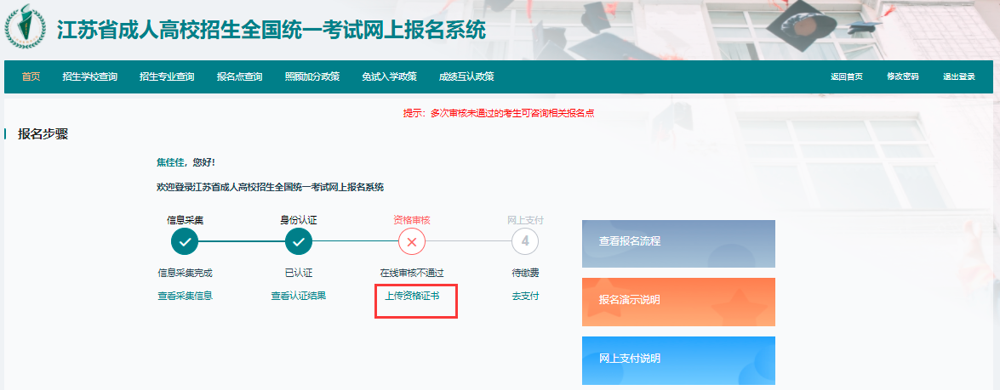 江苏省成人高校招生全国统一考试网上报名系统
首页 招生学校查询 招生专业查询 报名点查询 照顾加分政策 免试入学政策 成绩互认政策 返回首页 修改密码 退出登录
提示：多次审核未通过的考生可咨询相关报名点
报名步骤
焦佳佳，您好！
欢迎登录江苏省成人高校招生全国统一考试网上报名系统
信息采集 身份认证 资格审核 网上支付
4
信息采集完成 已认证 在线审核不通过 待缴费
查看采集信息 查看认证结果 上传资格证书 去支付
查看报名流程
报名演示说明
网上支付说明